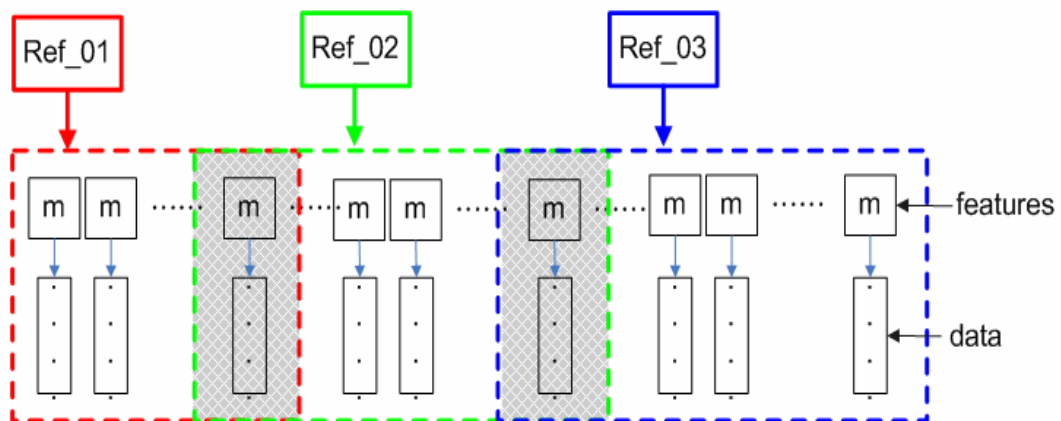 Ref_01
Ref_02
Ref_03
m m ...... m ...... m m ...... m ...... m m ...... m features
data